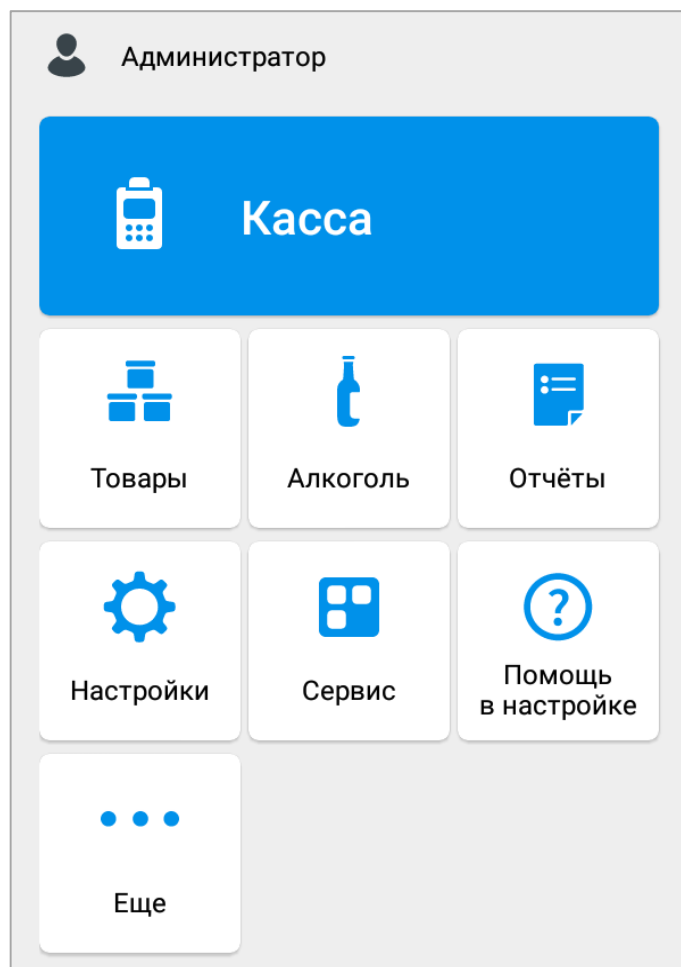 Администратор
Касса
Товары
Алкоголь
Отчёты
Настройки
Сервис
Помощь
в настройке
Еще